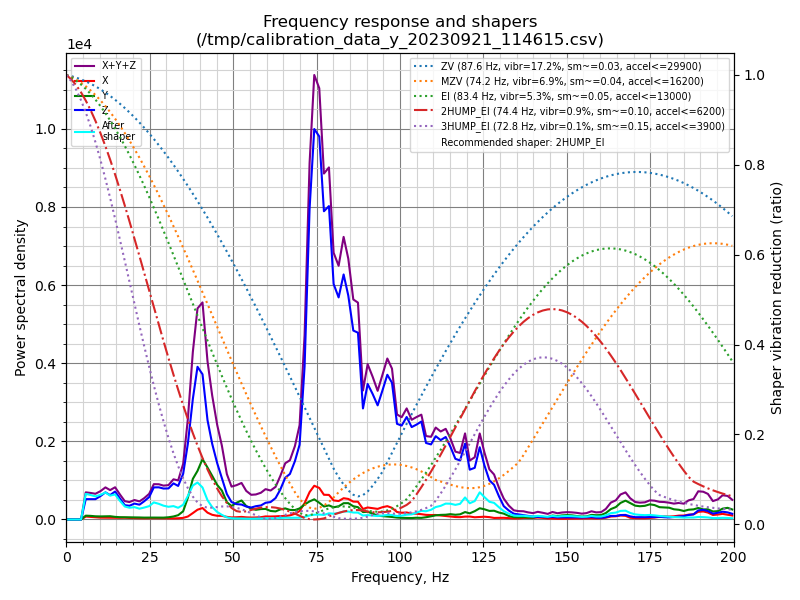 Frequency response and shapers
(/tmp/calibration_data_y_20230921_114615.csv)
1e4
X+Y+Z
X
Y
Z
After
shaper
ZV (87.6 Hz, vibr=17.2%, sm~=0.03, accel<=29900)
MZV (74.2 Hz, vibr=6.9%, sm~=0.04, accel<=16200)
EI (83.4 Hz, vibr=5.3%, sm~=0.05, accel<=13000)
2HUMP_EI (74.4 Hz, vibr=0.9%, sm~=0.10, accel<=6200)
3HUMP_EI (72.8 Hz, vibr=0.1%, sm~=0.15, accel<=3900)
Recommended shaper: 2HUMP_EI
Power spectral density
1.0
0.8
0.6
0.4
0.2
0.0
1.0
0.8
0.6
0.4
0.2
0.0
Shaper vibration reduction (ratio)
0 25 50 75 100 125 150 175 200
Frequency, Hz